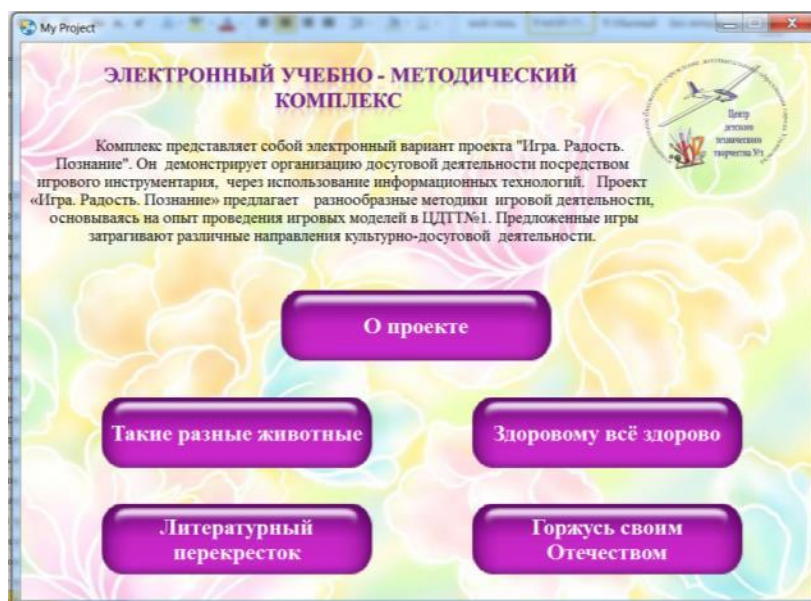 My Project
ЭЛЕКТРОННЫЙ УЧЕБНО - МЕТОДИЧЕСКИЙ
КОМПЛЕКС
Центр
детского
технического
творчества №1
Комплекс представляет собой электронный вариант проекта "Игра. Радость.
Познание". Он демонстрирует организацию досуговой деятельности посредством
игрового инструментария, через использование информационных технологий. Проект
«Игра. Радость. Познание» предлагает разнообразные методики игровой деятельности,
основываясь на опыт проведения игровых моделей в ЦДТТ№1. Предложенные игры
затрагивают различные направления культурно-досуговой деятельности.
О проекте
Такие разные животные
Здоровому всё здорово
Литературный
перекресток
Горжусь своим
Отечеством